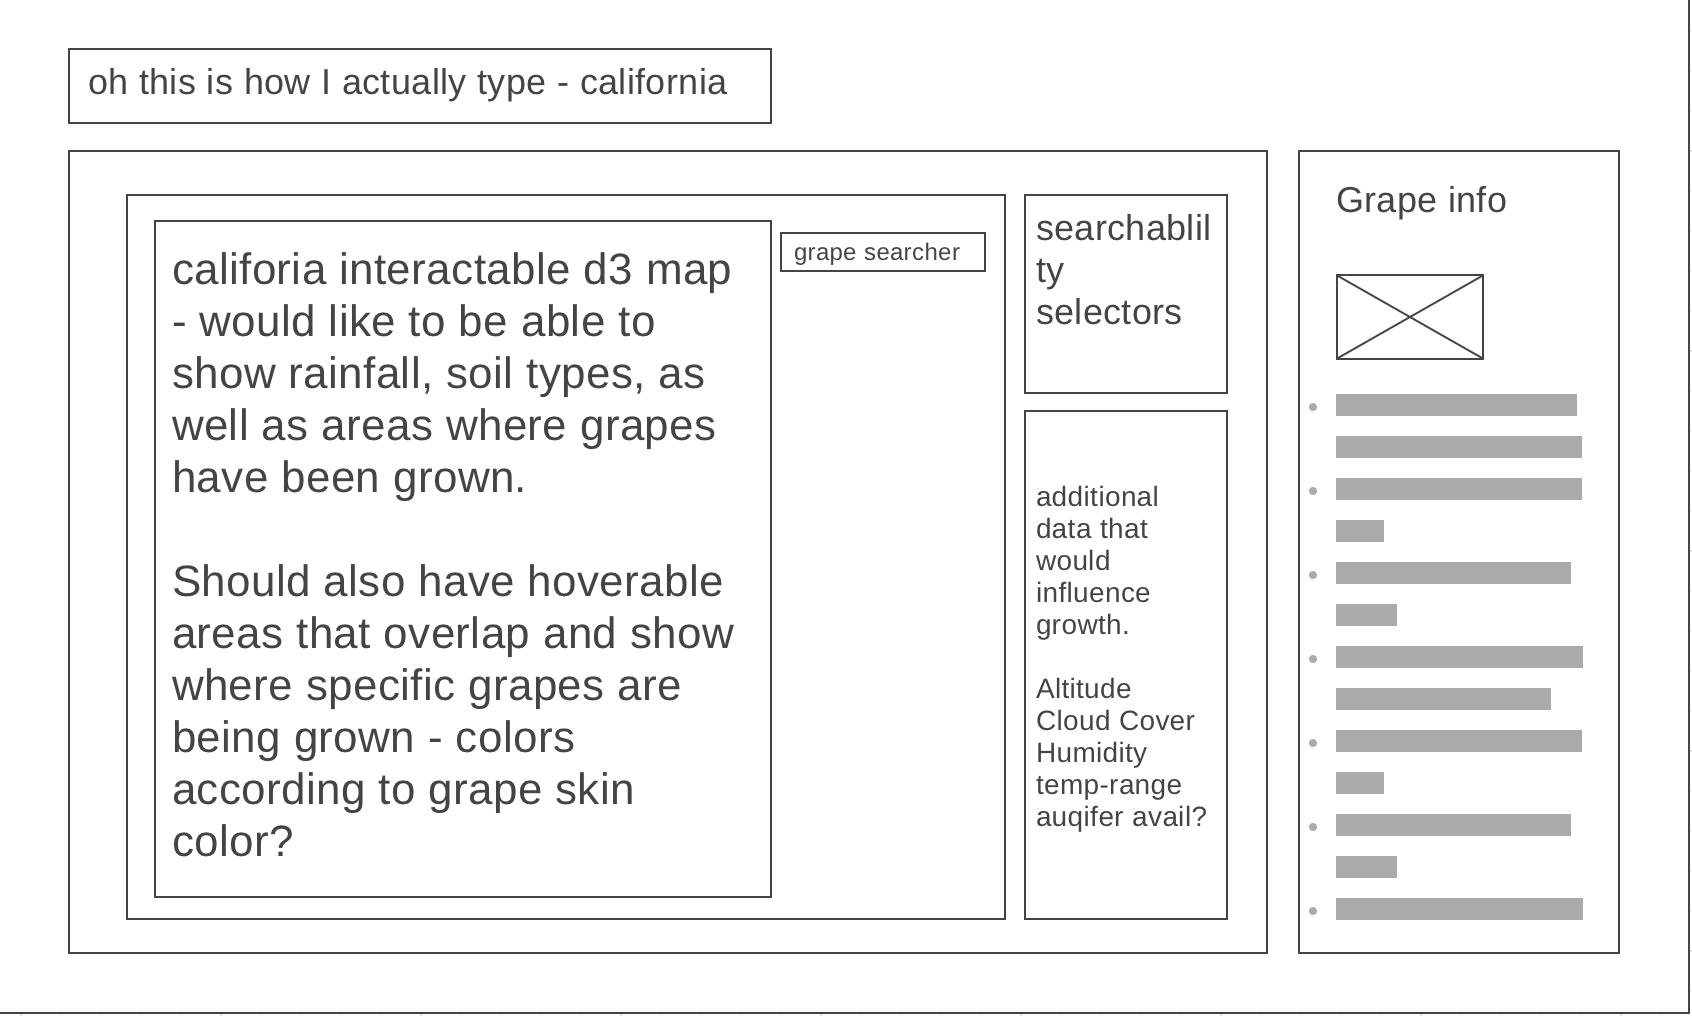 oh this is how I actually type - california
califoria interactable d3 map
- would like to be able to
show rainfall, soil types, as
well as areas where grapes
have been grown.
Should also have hoverable
areas that overlap and show
where specific grapes are
being grown - colors
according to grape skin
color?
grape searcher
searchablil
ty
selectors
additional
data that
would
influence
growth.
Altitude
Cloud Cover
Humidity
temp-range
auqifer avail?
Grape info